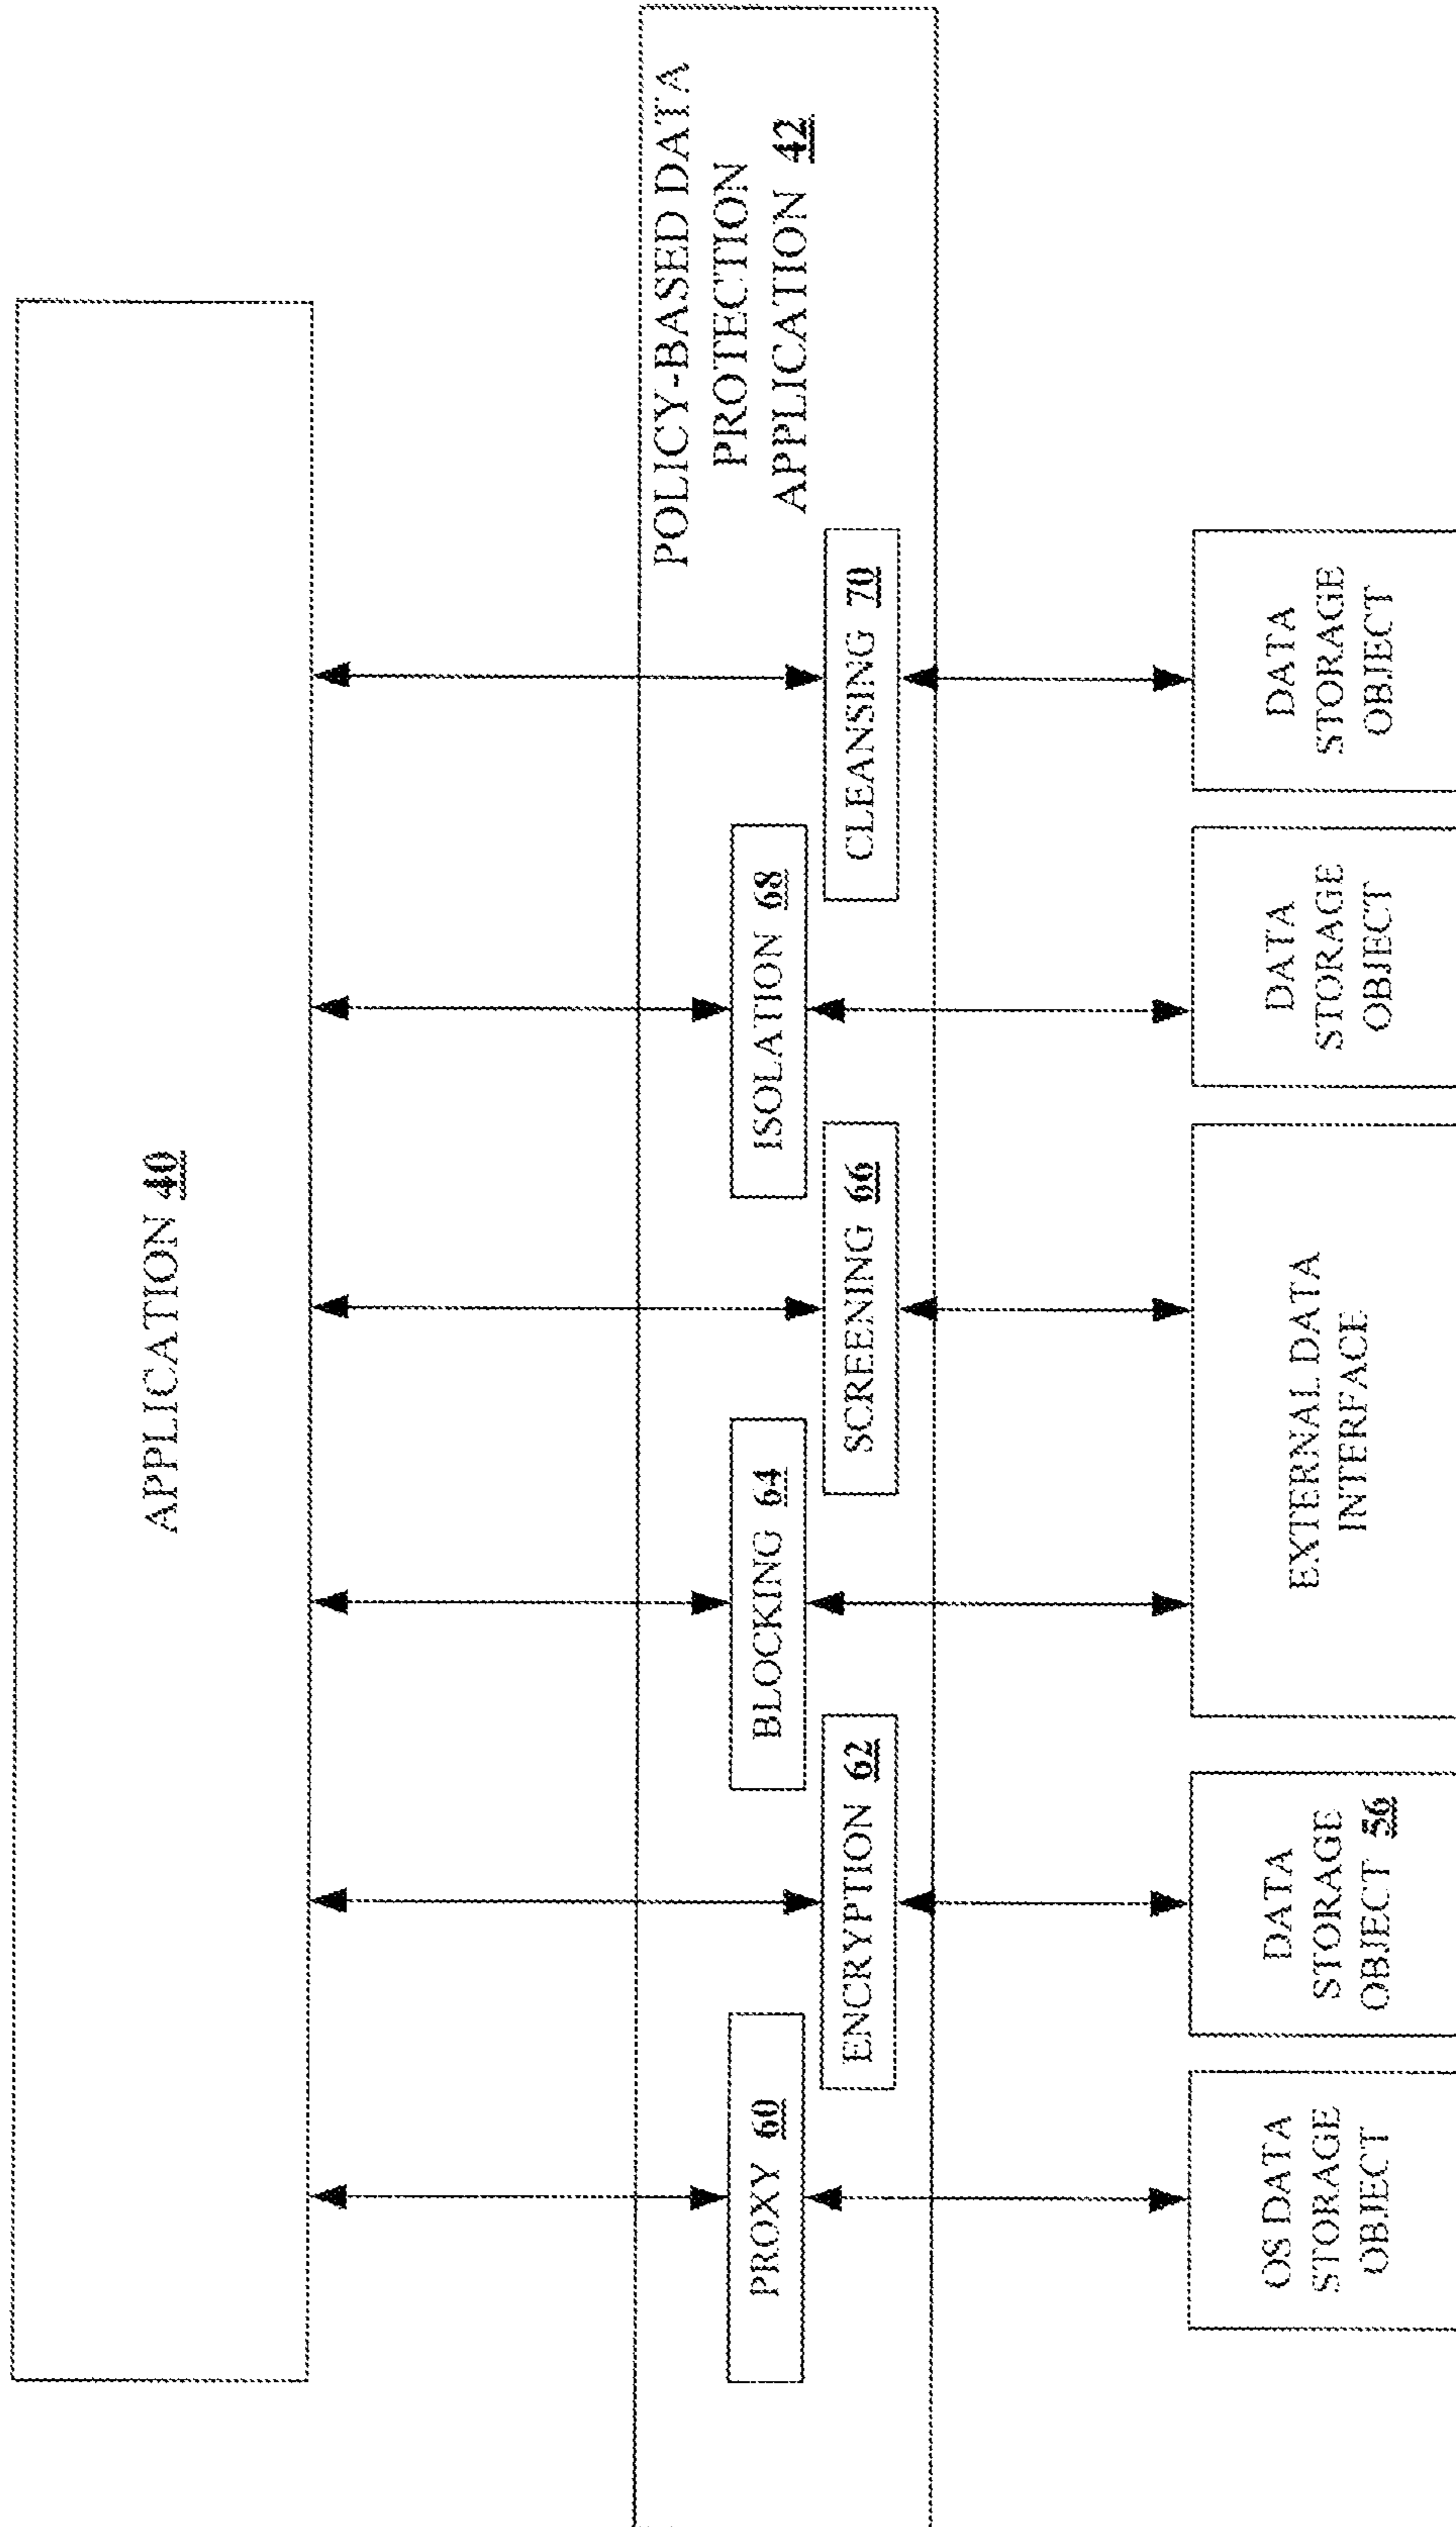 APPLICATION 40
POLICY-BASED DATA
PROTECTION
APPLICATION 42
PROXY 60
ENCRYPTION 62
BLOCKING 64
SCREENING 66
ISOLATION 68
CLEANSING 70
OS DATA
STORAGE
OBJECT
DATA
STORAGE
OBJECT 56
EXTERNAL DATA
INTERFACE
DATA
STORAGE
OBJECT
DATA
STORAGE
OBJECT